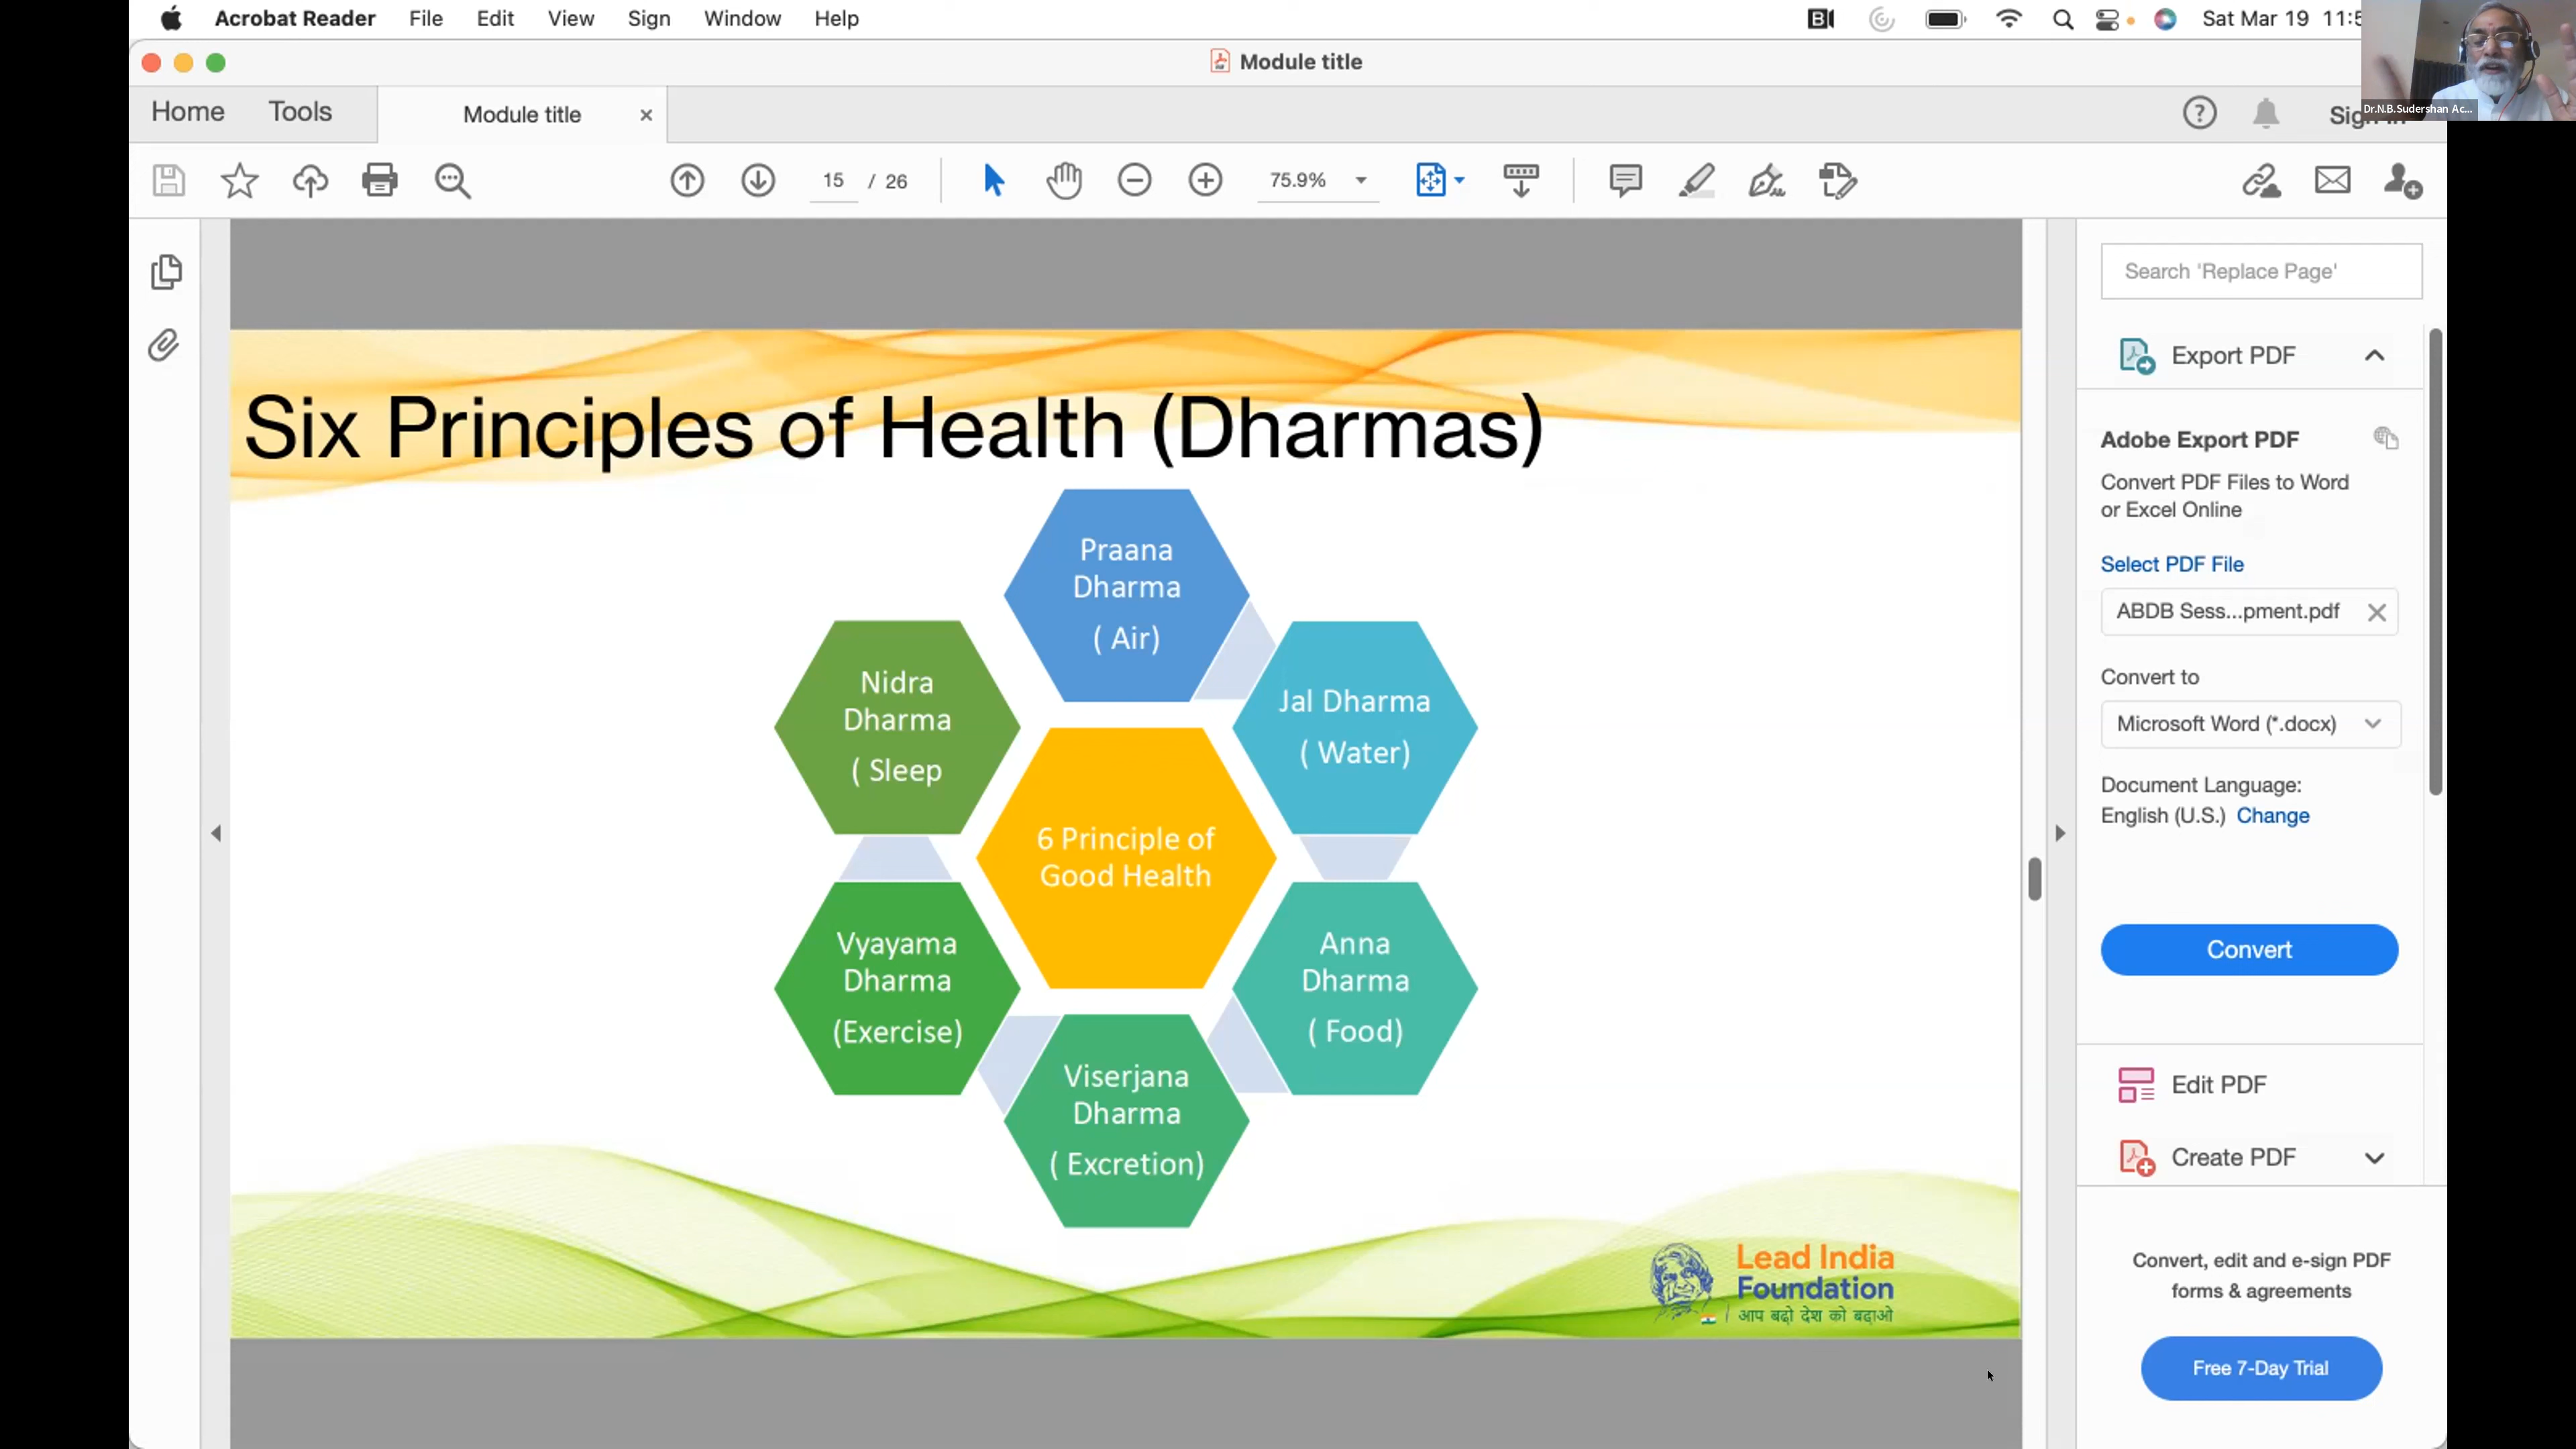 Acrobat Reader File Edit View Sign Window Help
Sat Mar 19 11:5
Dr.N.B.Sudershan Ac...
Module title
Home Tools Module title
15 / 26 75.9%
Six Principles of Health (Dharmas)
Praana
Dharma
( Air)
Jal Dharma
( Water)
Anna
Dharma
( Food)
Viserjana
Dharma
( Excretion)
Vyayama
Dharma
(Exercise)
Nidra
Dharma
( Sleep
6 Principle of
Good Health
Lead India
Foundation
आप बढ़ो देश को बढ़ाओ
Search 'Replace Page'
Export PDF
Adobe Export PDF
Convert PDF Files to Word
or Excel Online
Select PDF File
ABDB Sess...pment.pdf
Convert to
Microsoft Word (*.docx)
Document Language:
English (U.S.) Change
Convert
Edit PDF
Create PDF
Convert, edit and e-sign PDF
forms & agreements
Free 7-Day Trial